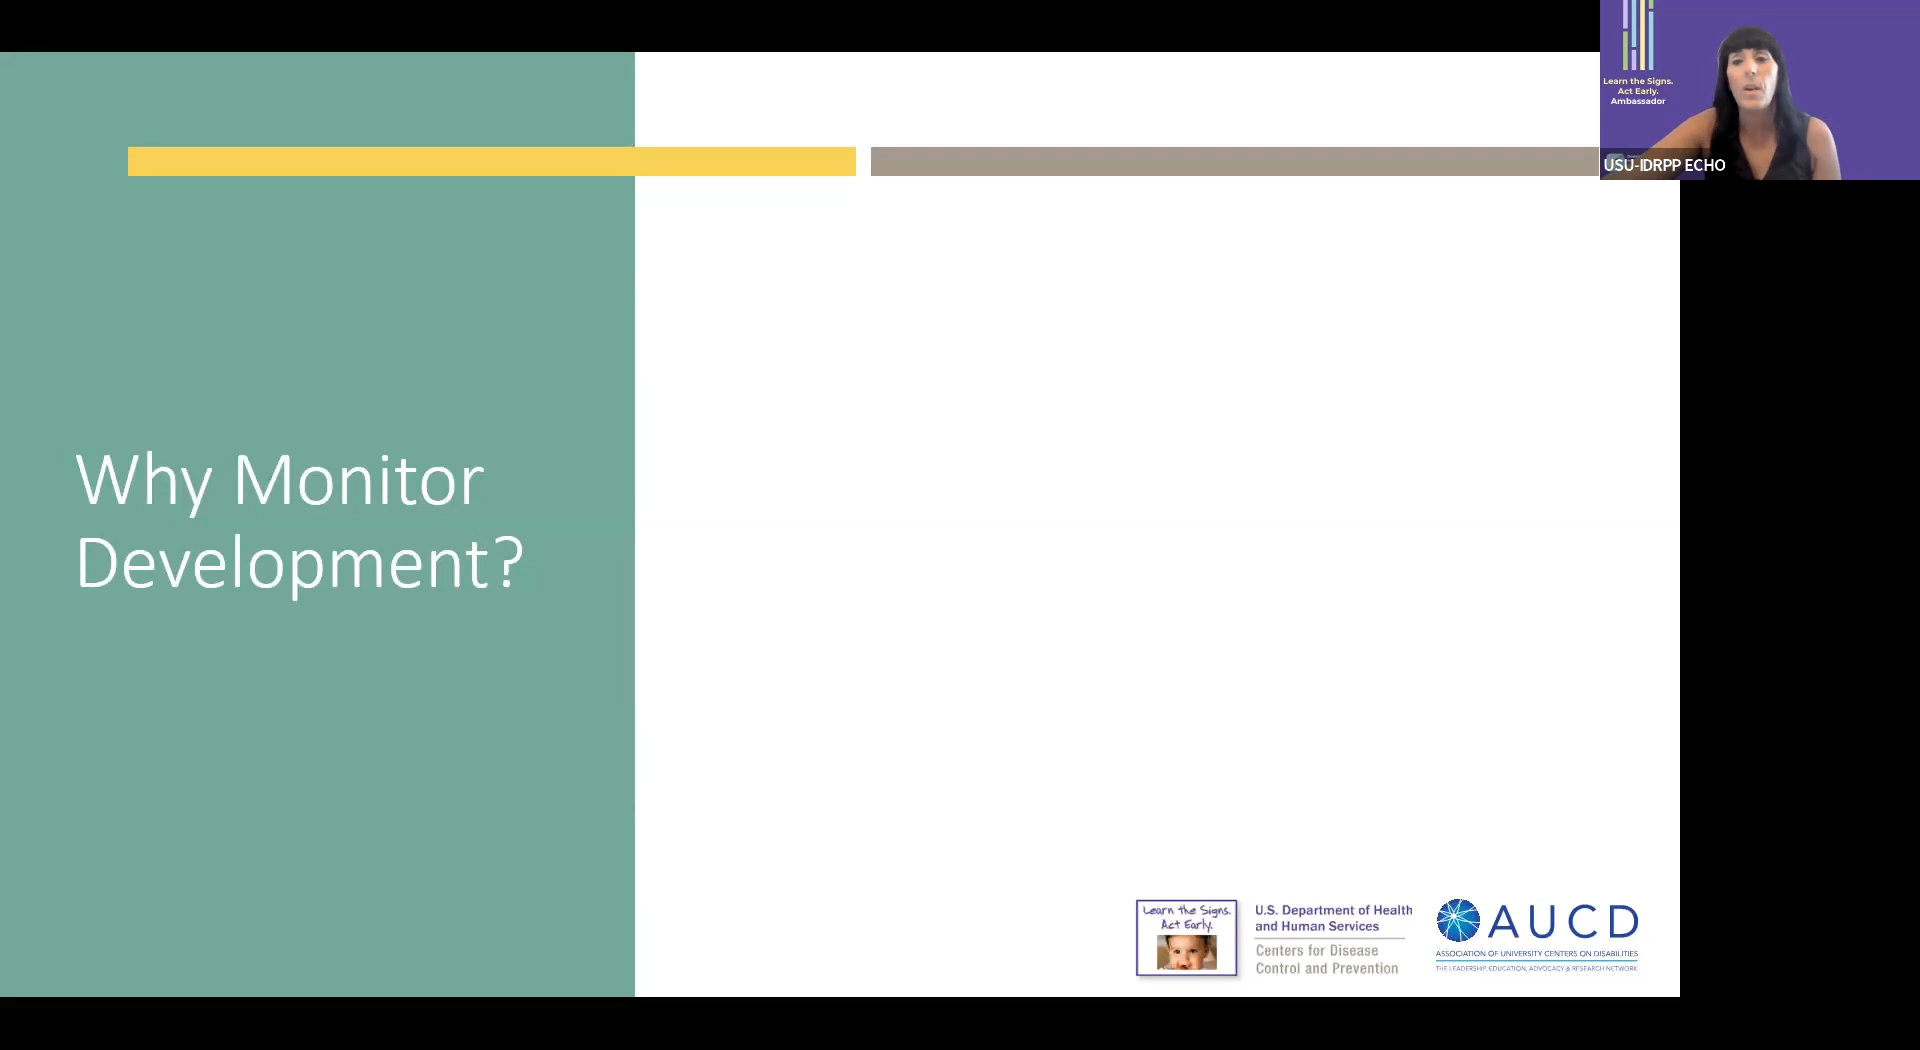 Learn the Signs.
Act Early.
Ambassador
USU-IDRPP ECHO
Why Monitor
Development?
Learn the Signs.
Act Early.
U.S. Department of Health
and Human Services
Centers for Disease
Control and Prevention
AUCD
ASSOCIATION OF UNIVERSITY CENTERS ON DISABILITIES
THE LEADERSHIP, EDUCATION, ADVOCACY & RESEARCH NETWORK